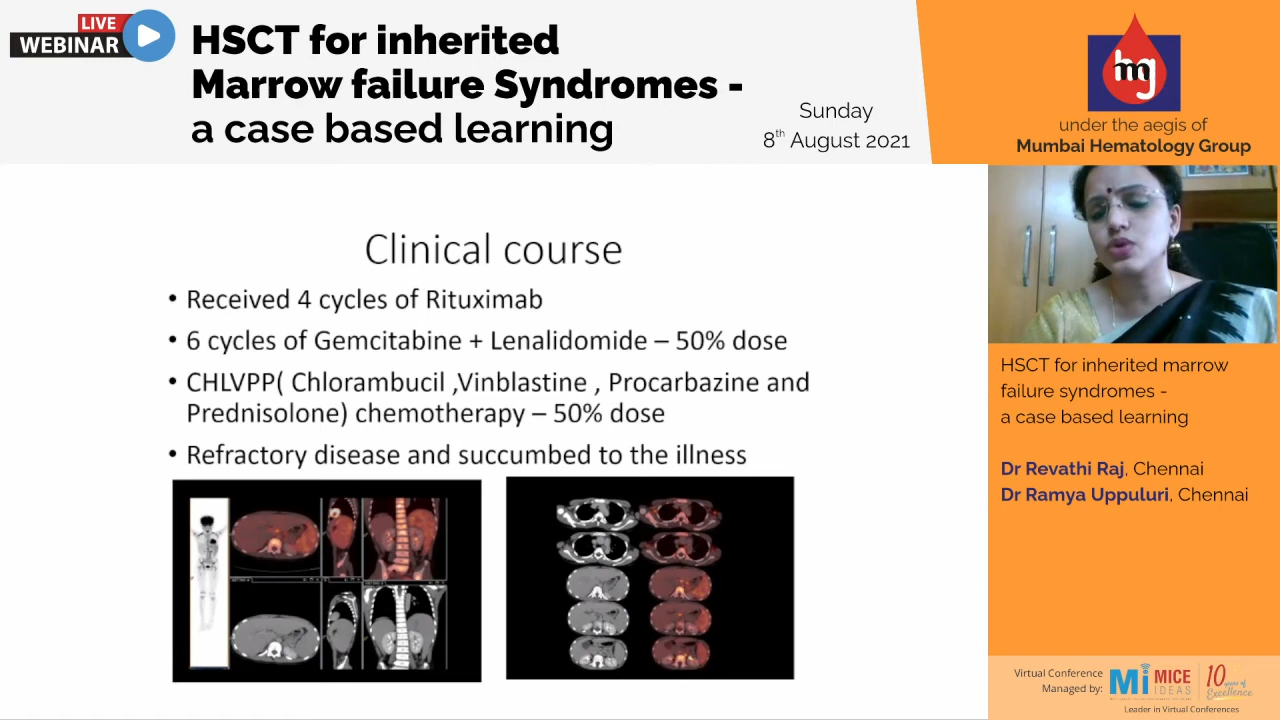 LIVE
WEBINAR
HSCT for inherited
Marrow failure Syndromes -
a case based learning
Sunday
8th August 2021
hmg
under the aegis of
Mumbai Hematology Group
Clinical course
• Received 4 cycles of Rituximab
• 6 cycles of Gemcitabine + Lenalidomide – 50% dose
• CHLVPP( Chlorambucil ,Vinblastine , Procarbazine and
Prednisolone) chemotherapy – 50% dose
• Refractory disease and succumbed to the illness
HSCT for inherited marrow
failure syndromes -
a case based learning
Dr Revathi Raj, Chennai
Dr Ramya Uppuluri, Chennai
Virtual Conference
Managed by:
Mi MICE
IDEAS
10 years of
Excellence
Leader in Virtual Conferences